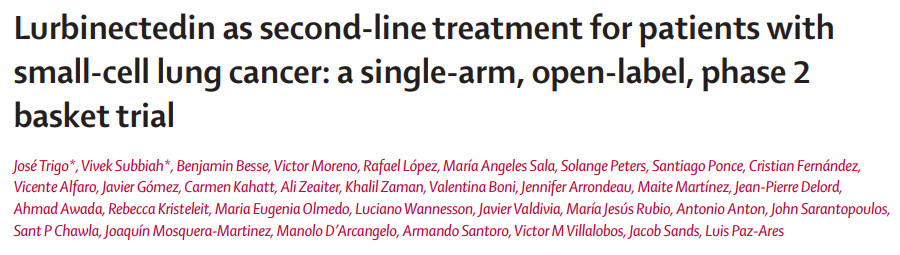 Lurbinectedin as second-line treatment for patients with
small-cell lung cancer: a single-arm, open-label, phase 2
basket trial
José Trigo*, Vivek Subbiah*, Benjamin Besse, Victor Moreno, Rafael López, María Angeles Sala, Solange Peters, Santiago Ponce, Cristian Fernández,
Vicente Alfaro, Javier Gómez, Carmen Kahatt, Ali Zeaiter, Khalil Zaman, Valentina Boni, Jennifer Arrondeau, Maite Martínez, Jean-Pierre Delord,
Ahmad Awada, Rebecca Kristeleit, Maria Eugenia Olmedo, Luciano Wannesson, Javier Valdivia, María Jesús Rubio, Antonio Anton, John Sarantopoulos,
Sant P Chawla, Joaquín Mosquera-Martinez, Manolo D’Arcangelo, Armando Santoro, Victor M Villalobos, Jacob Sands, Luis Paz-Ares